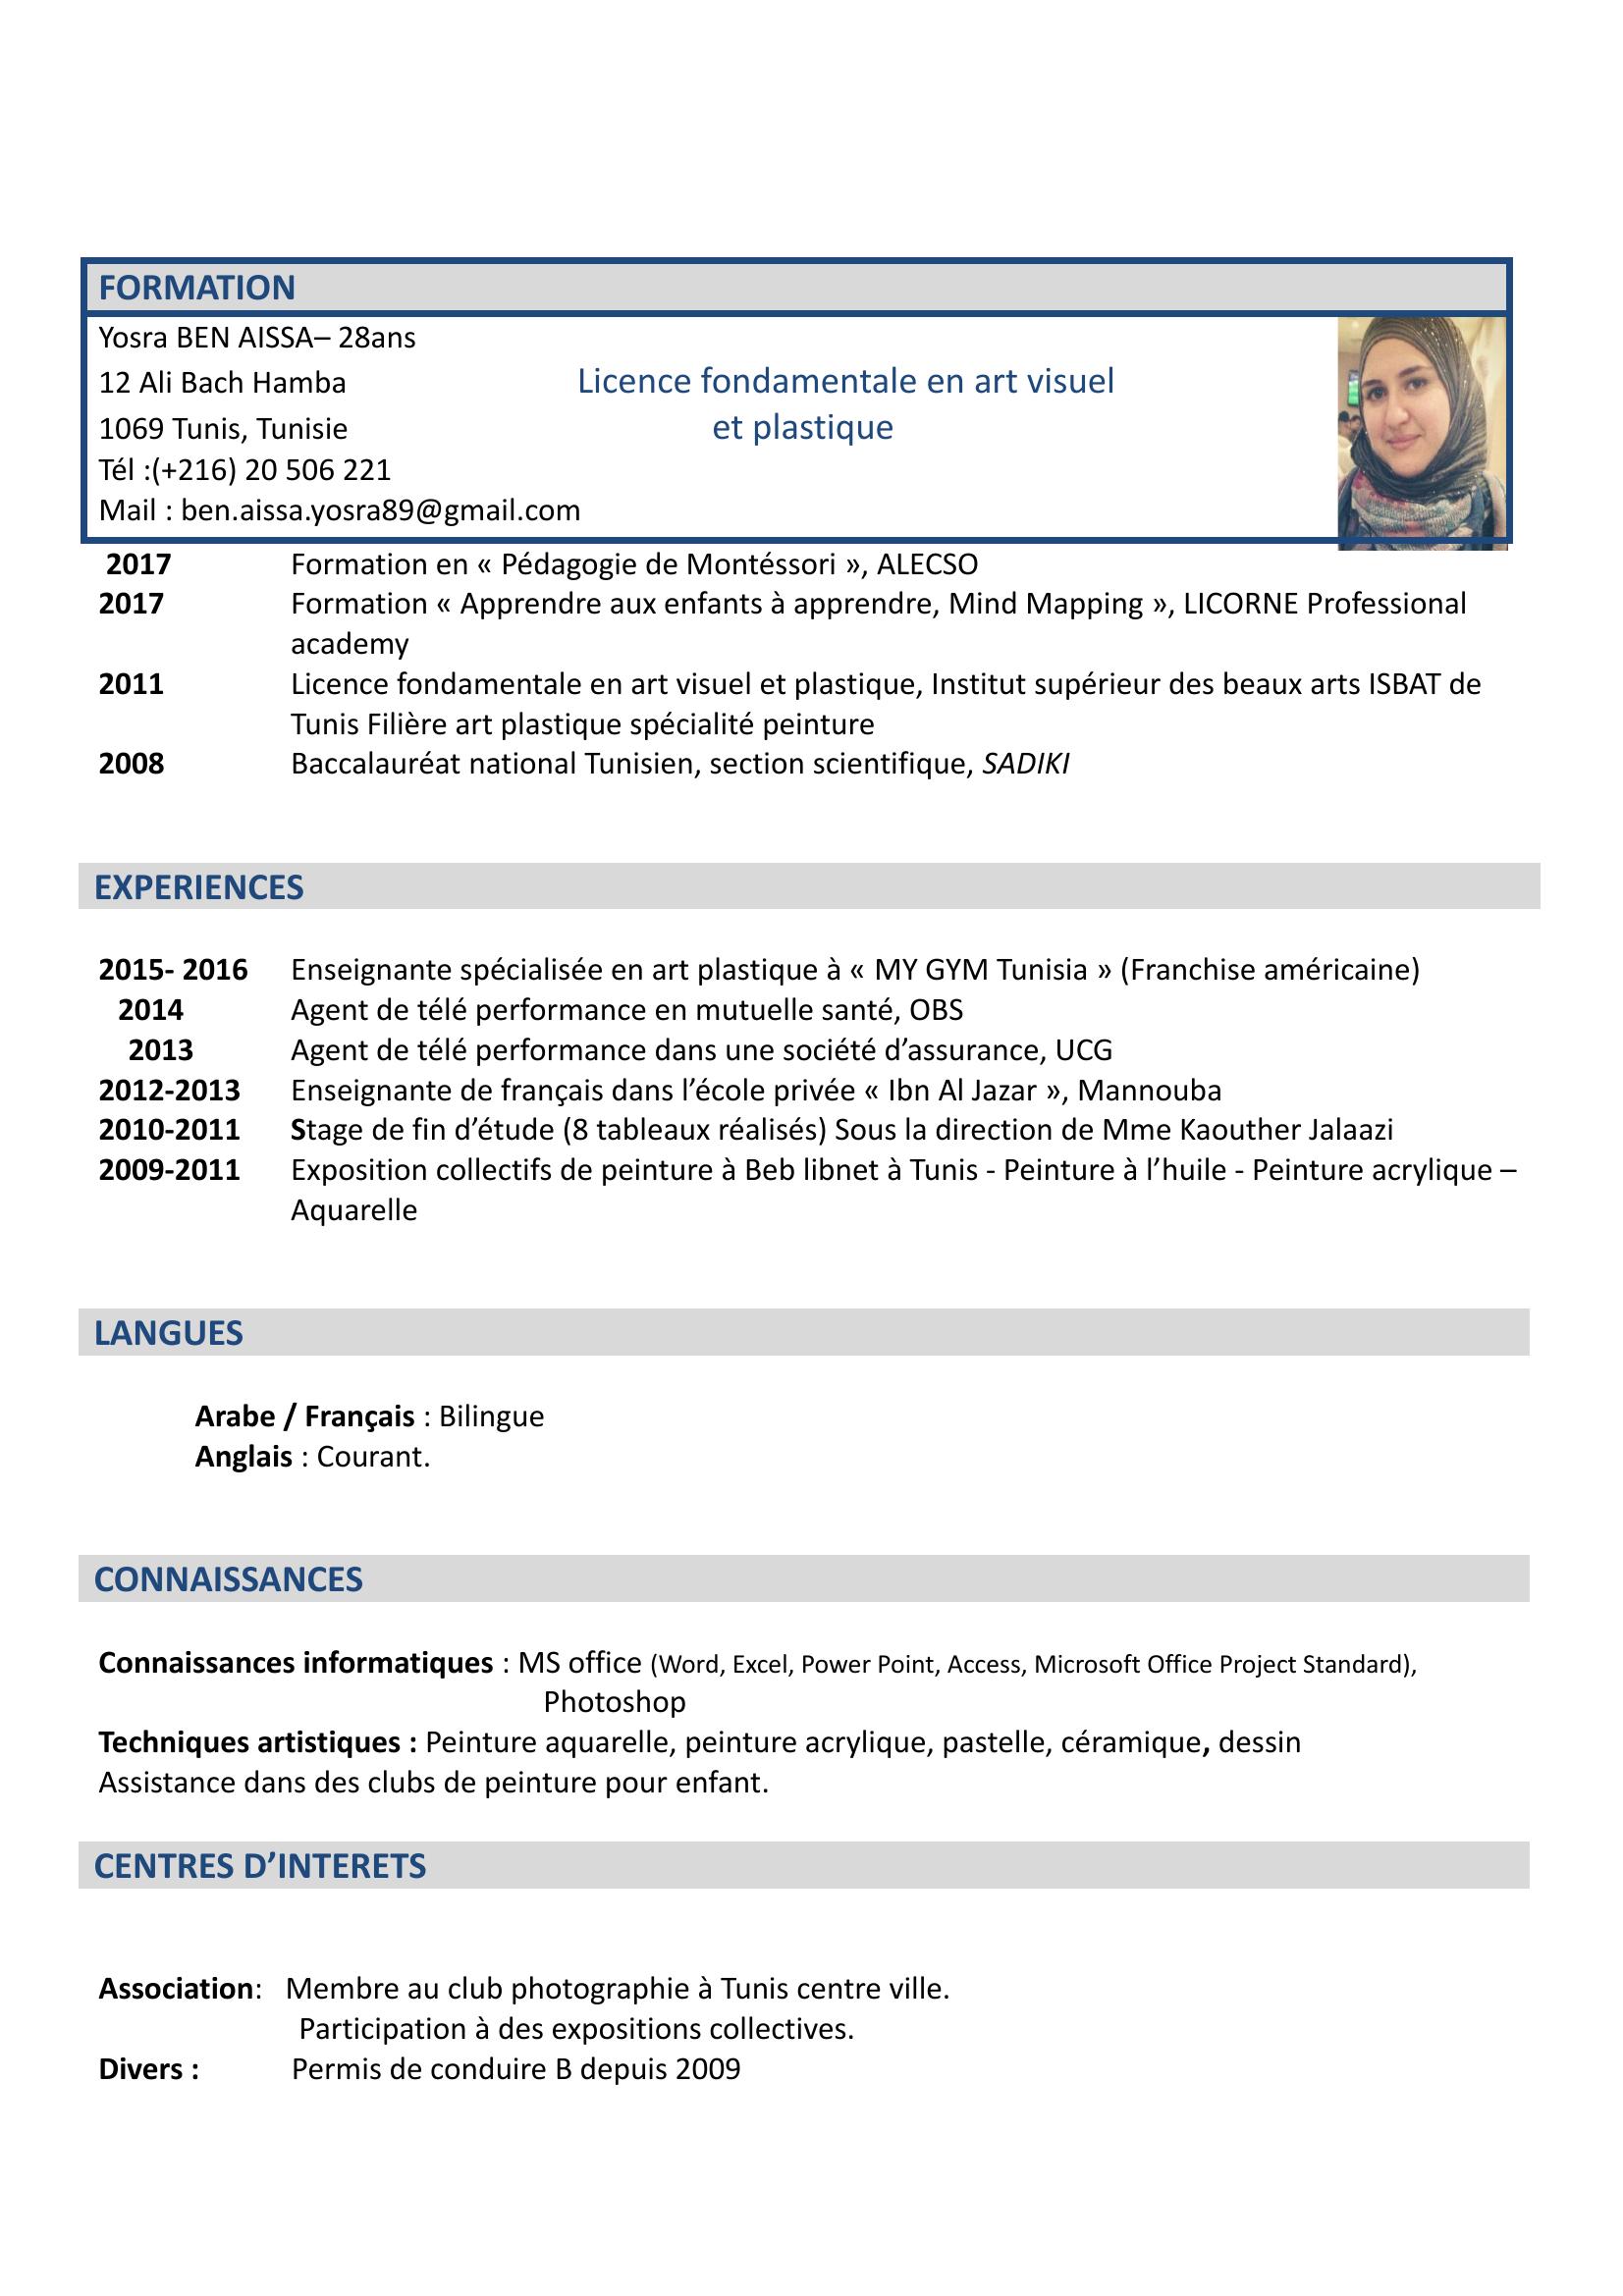 FORMATION
Yosra BEN AISSA– 28ans
12 Ali Bach Hamba
Licence fondamentale en art visuel
1069 Tunis, Tunisie
et plastique
Tél :(+216) 20 506 221
Mail : ben.aissa.yosra89@gmail.com
2017 Formation en « Pédagogie de Montéssori », ALECSO
2017 Formation « Apprendre aux enfants à apprendre, Mind Mapping », LICORNE Professional
academy
2011 Licence fondamentale en art visuel et plastique, Institut supérieur des beaux arts ISBAT de
Tunis Filière art plastique spécialité peinture
2008 Baccalauréat national Tunisien, section scientifique, SADIKI
EXPERIENCES
2015- 2016 Enseignante spécialisée en art plastique à « MY GYM Tunisia » (Franchise américaine)
2014 Agent de télé performance en mutuelle santé, OBS
2013 Agent de télé performance dans une société d’assurance, UCG
2012-2013 Enseignante de français dans l’école privée « Ibn Al Jazar », Mannouba
2010-2011 Stage de fin d’étude (8 tableaux réalisés) Sous la direction de Mme Kaouther Jalaazi
2009-2011 Exposition collectifs de peinture à Beb libnet à Tunis - Peinture à l’huile - Peinture acrylique –
Aquarelle
LANGUES
Arabe / Français : Bilingue
Anglais : Courant.
CONNAISSANCES
Connaissances informatiques : MS office (Word, Excel, Power Point, Access, Microsoft Office Project Standard),
Photoshop
Techniques artistiques : Peinture aquarelle, peinture acrylique, pastelle, céramique, dessin
Assistance dans des clubs de peinture pour enfant.
CENTRES D’INTERETS
Association: Membre au club photographie à Tunis centre ville.
Participation à des expositions collectives.
Divers : Permis de conduire B depuis 2009